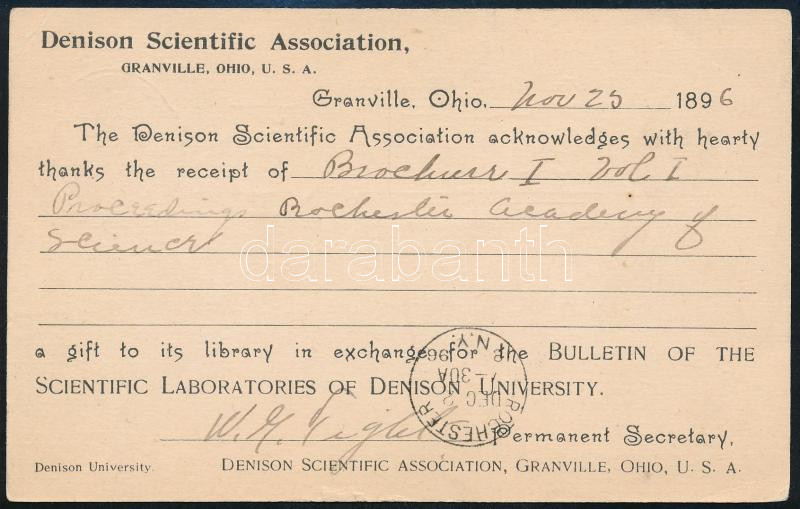 Denison Scientific Association,
GRANVILLE, OHIO, U. S. A.
Granville, Ohio, Nov 25 1896
The Denison Scientific Association acknowledges with hearty
thanks the receipt of Brochure I Vol I
Proceedings Rochester Academy of
Science
a gift to its library in exchange for the BULLETIN OF THE
SCIENTIFIC LABORATORIES OF DENISON UNIVERSITY.
W. G. Tight
Permanent Secretary,
Denison University. DENISON SCIENTIFIC ASSOCIATION, GRANVILLE, OHIO, U. S. A.
ROCHESTER N.Y.
DEC
7-30A
96
darabanth